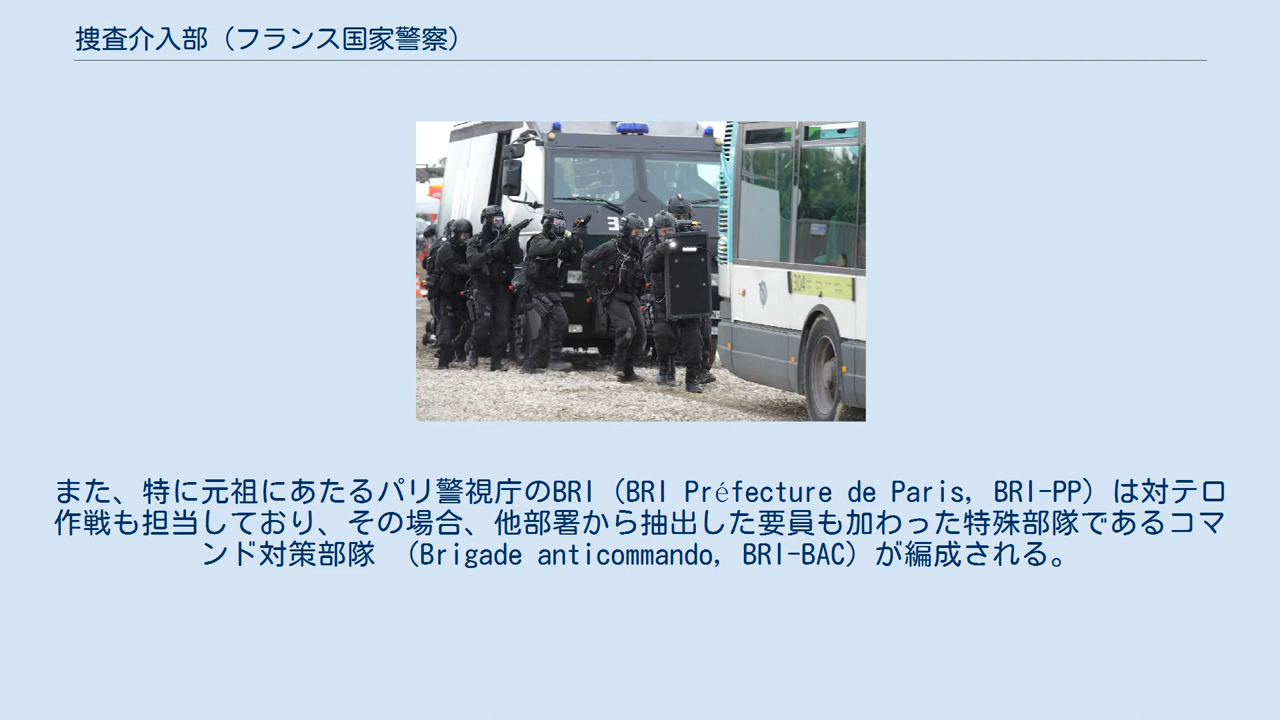 捜査介入部（フランス国家警察）
304
また、特に元祖にあたるパリ警視庁のBRI（BRI Préfecture de Paris, BRI-PP）は対テロ
作戦も担当しており、その場合、他部署から抽出した要員も加わった特殊部隊であるコマ
ンド対策部隊 （Brigade anticommando, BRI-BAC）が編成される。